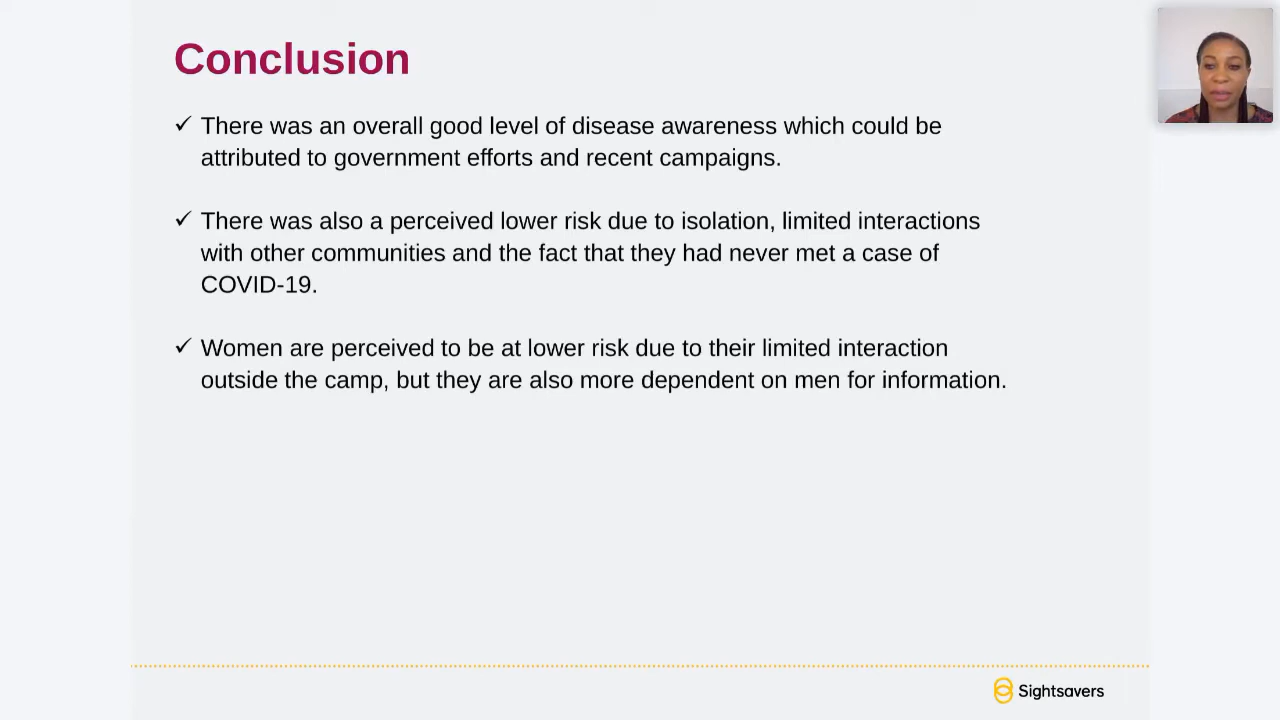 Conclusion
✓ There was an overall good level of disease awareness which could be
attributed to government efforts and recent campaigns.
✓ There was also a perceived lower risk due to isolation, limited interactions
with other communities and the fact that they had never met a case of
COVID-19.
✓ Women are perceived to be at lower risk due to their limited interaction
outside the camp, but they are also more dependent on men for information.
Sightsavers